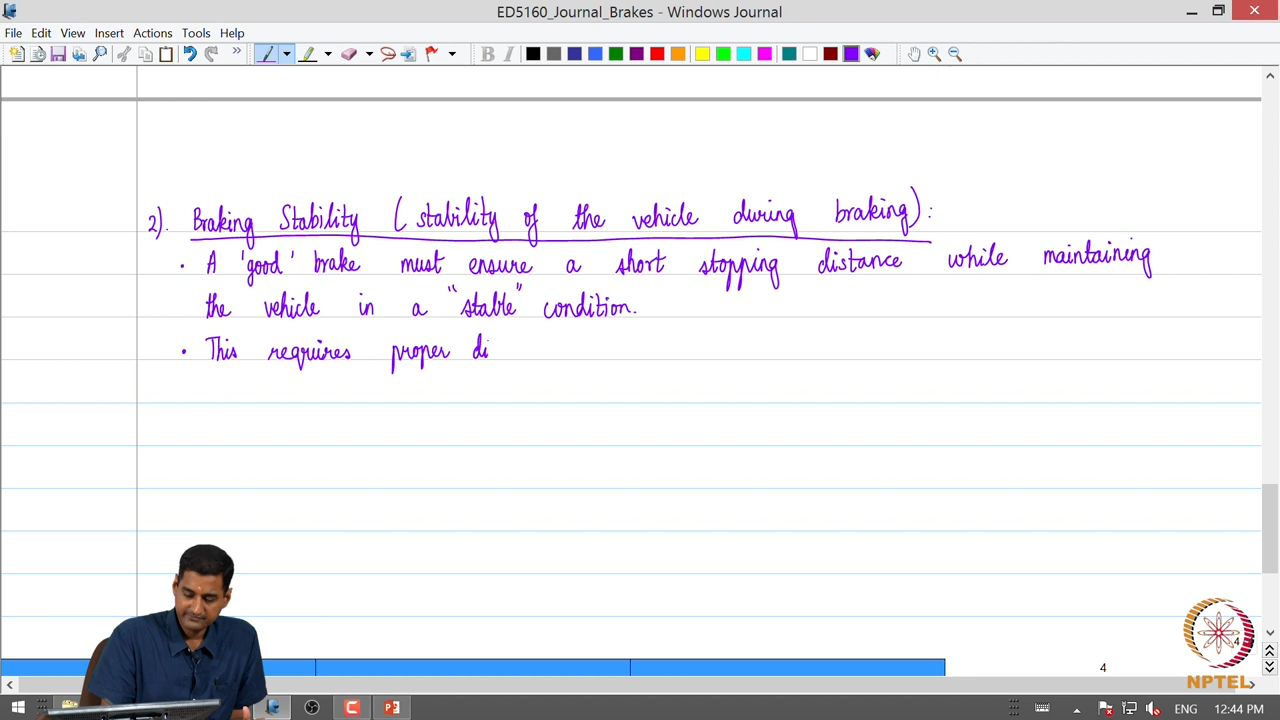 ED5160_Journal_Brakes - Windows Journal
File Edit View Insert Actions Tools Help
2). Braking Stability (stability of the vehicle during braking):
· A 'good' brake must ensure a short stopping distance while maintaining
the vehicle in a "stable" condition.
· This requires proper di
4
4
NPTEL
ENG 12:44 PM